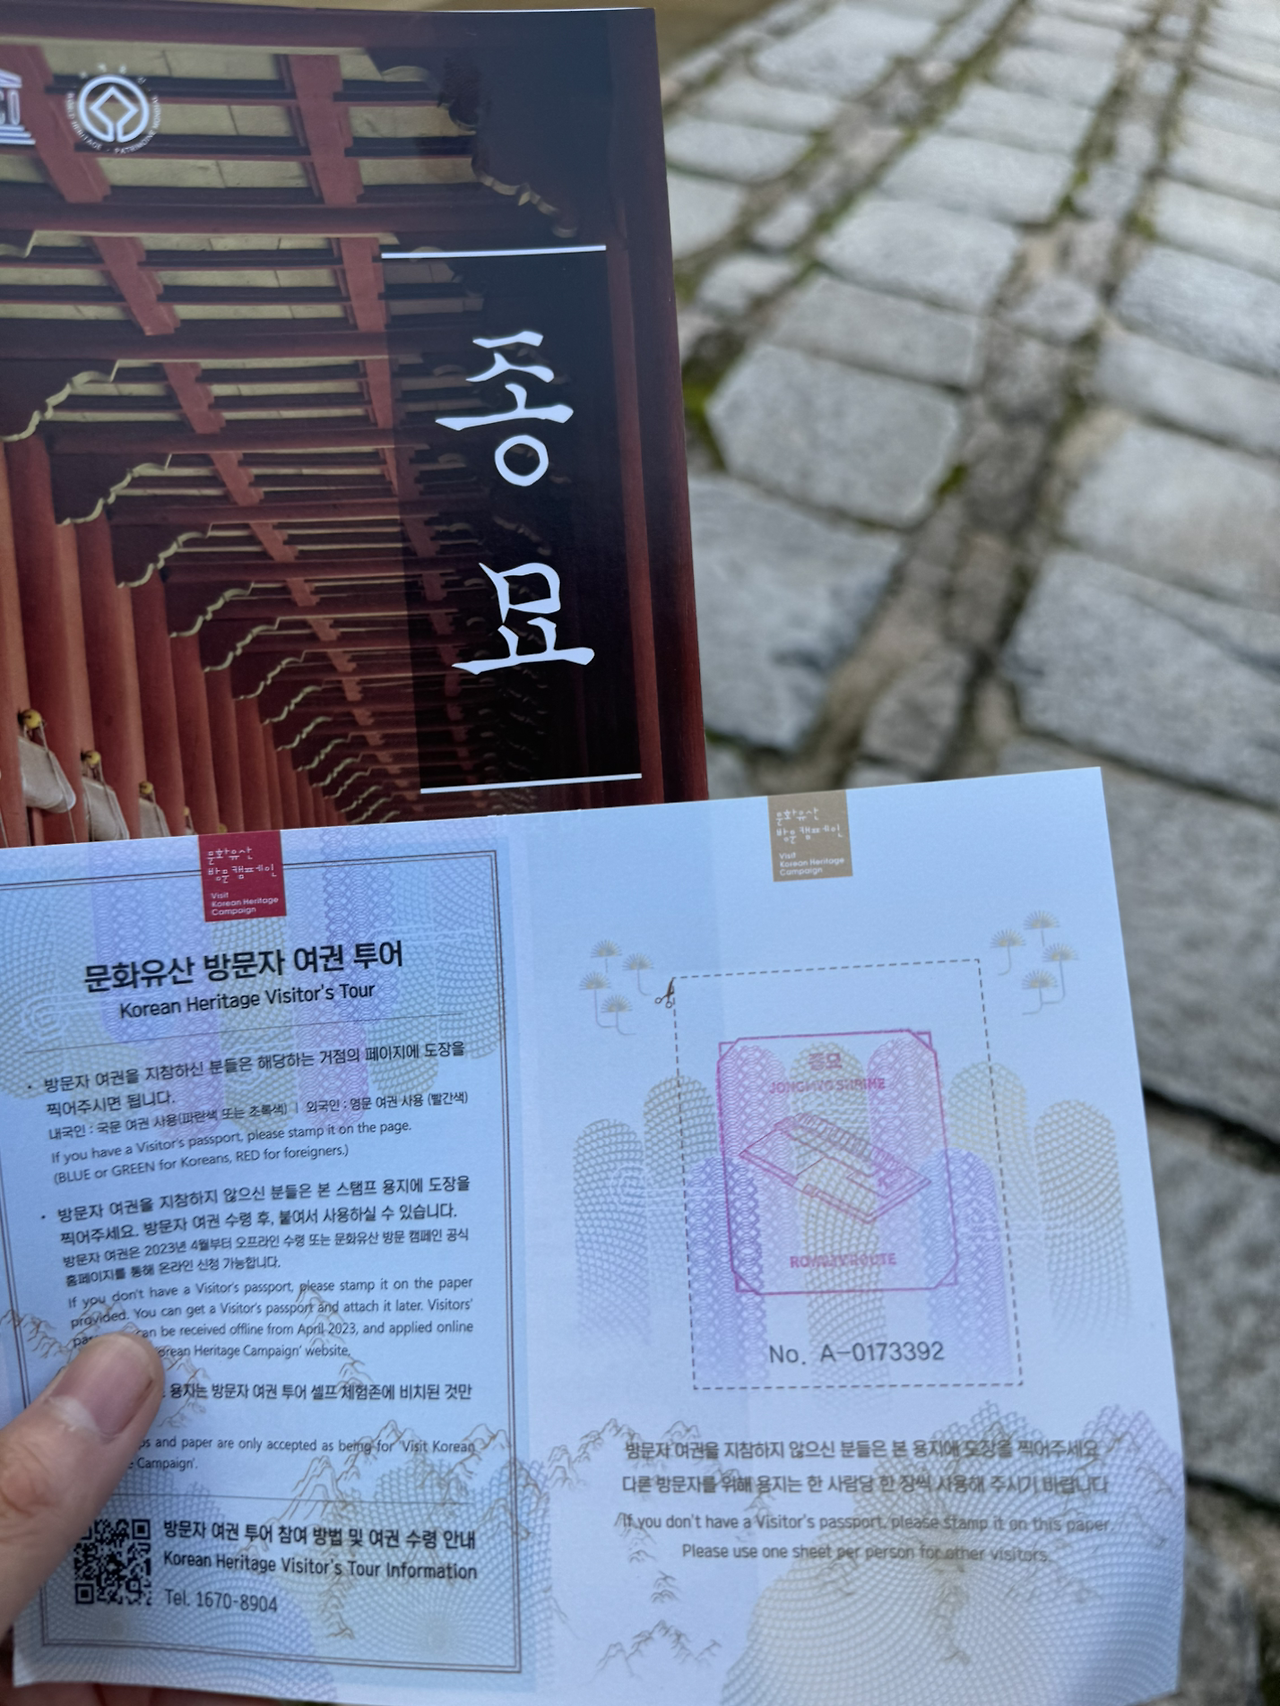 WORLD HERITAGE · PATRIMOINE MONDIAL
종
묘
문화유산
방문 캠페인
Visit
Korean Heritage
Campaign
문화유산 방문자 여권 투어
Korean Heritage Visitor's Tour
· 방문자 여권을 지참하신 분들은 해당하는 거점의 페이지에 도장을
찍어주시면 됩니다.
내국인 : 국문 여권 사용(파란색 또는 초록색) | 외국인 : 영문 여권 사용 (빨간색)
If you have a Visitor's passport, please stamp it on the page.
(BLUE or GREEN for Koreans, RED for foreigners.)
· 방문자 여권을 지참하지 않으신 분들은 본 스탬프 용지에 도장을
찍어주세요. 방문자 여권 수령 후, 붙여서 사용하실 수 있습니다.
방문자 여권은 2023년 4월부터 오프라인 수령 또는 문화유산 방문 캠페인 공식
홈페이지를 통해 온라인 신청 가능합니다.
If you don't have a Visitor's passport, please stamp it on the paper
provided. You can get a Visitor's passport and attach it later. Visitors'
can be received offline from April 2023, and applied online
Heritage Campaign' website.
용지는 방문자 여권 투어 셀프 체험존에 비치된 것만
and paper are only accepted as being for 'Visit Korean
Campaign'.
방문자 여권 투어 참여 방법 및 여권 수령 안내
Korean Heritage Visitor's Tour Information
Tel. 1670-8904
문화유산
방문 캠페인
Visit
Korean Heritage
Campaign
종묘
JONGMYO SHRINE
ROYAL ROUTE
No. A-0173392
방문자 여권을 지참하지 않으신 분들은 본 용지에 도장을 찍어주세요
다른 방문자를 위해 용지는 한 사람당 한 장씩 사용해 주시기 바랍니다
If you don't have a Visitor's passport, please stamp it on this paper
Please use one sheet per person for other visitors.